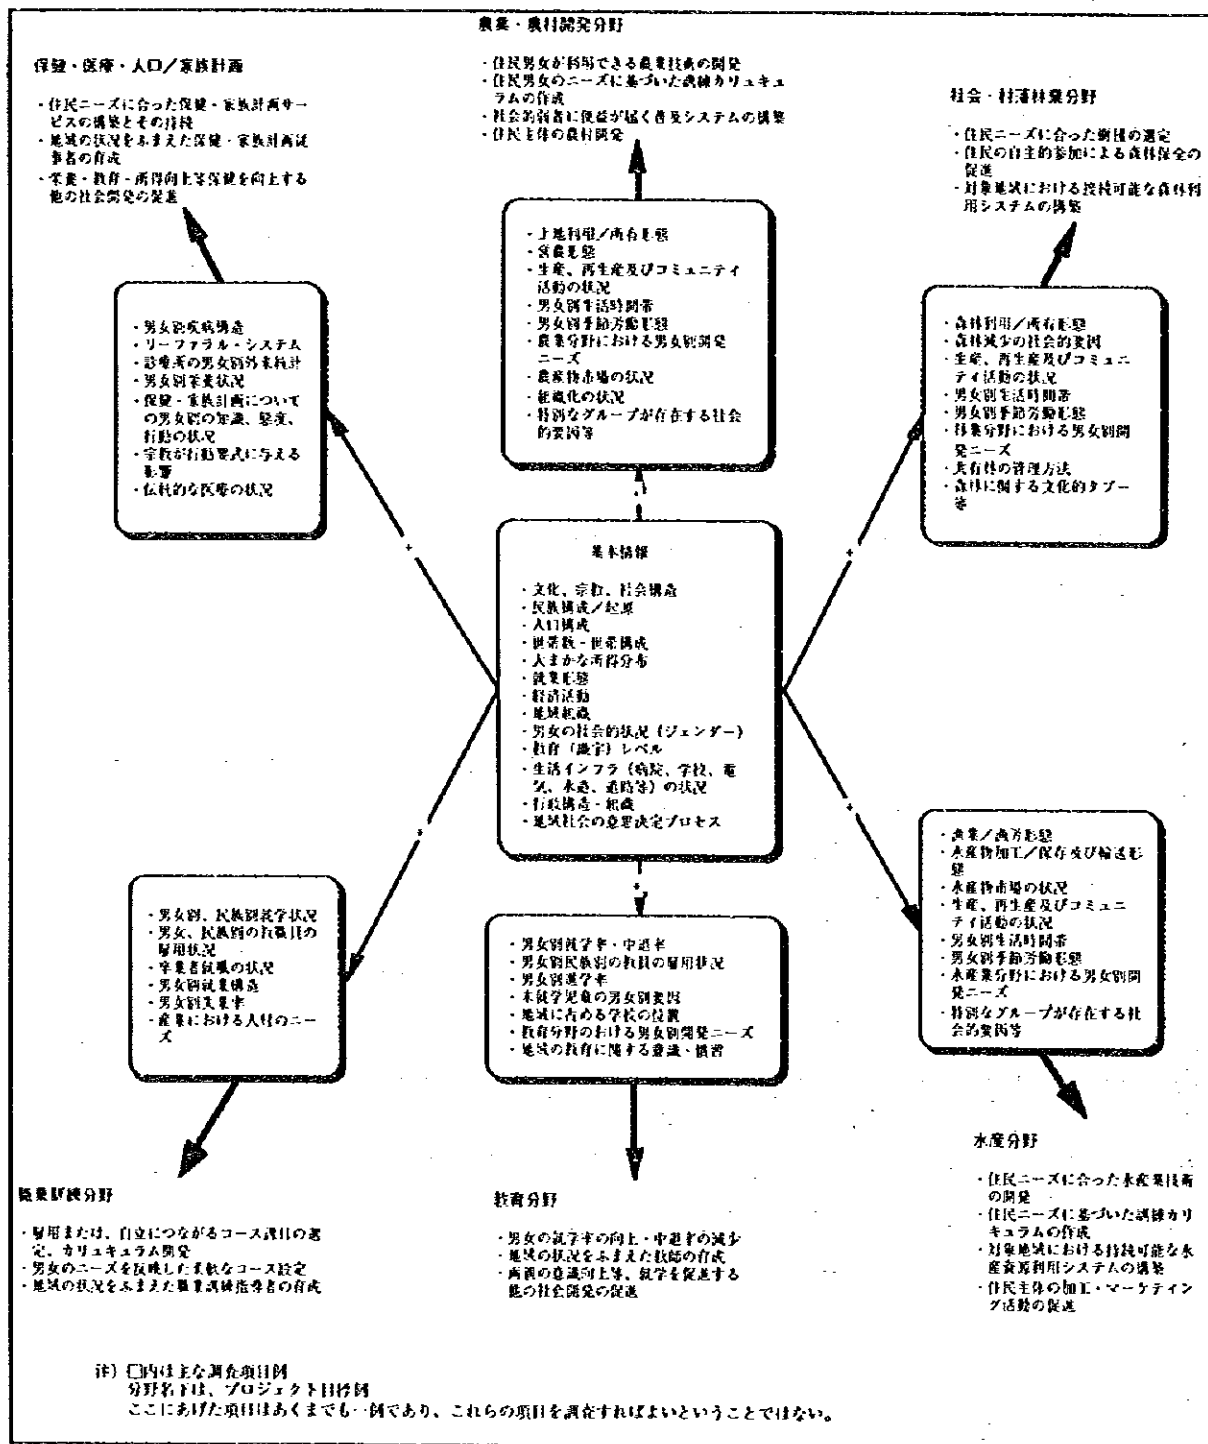 農業・農村開発分野
・住民男女が利用できる農業技術の開発
・住民男女のニーズに基づいた訓練カリキュ
ラムの作成
・社会的弱者に便益が届く普及システムの構築
・住民主体の農村開発
保健・医療・人口／家族計画
・住民ニーズに合った保健・家族計画サー
ビスの構築とその持続
・地域の状況をふまえた保健・家族計画従
事者の育成
・栄養・教育・所得向上等保健を向上する
他の社会開発の促進
社会・村落林業分野
・住民ニーズに合った樹種の選定
・住民の自主的参加による森林保全の
促進
・対象地域における持続可能な森林利
用システムの構築
・土地利用／所有形態
・営農形態
・生産、再生産及びコミュニティ
活動の状況
・男女別生活時間帯
・男女別季節労働形態
・農業分野における男女別開発
ニーズ
・農産物市場の状況
・組織化の状況
・特別なグループが存在する社会
的要因等
・男女別疾病構造
・リーファラル・システム
・診療所の男女別外来統計
・男女別栄養状況
・保健・家族計画について
の男女別の知識、態度、
行動の状況
・宗教が行動様式に与える
影響
・伝統的な医療の状況
・森林利用／所有形態
・森林減少の社会的要因
・生産、再生産及びコミュニ
ティ活動の状況
・男女別生活時間帯
・男女別季節労働形態
・林業分野における男女別開
発ニーズ
・共有林の管理方法
・森林に関する文化的タブー
等
基本情報
・文化、宗教、社会構造
・民族構成／起原
・人口構成
・世帯数・世帯構成
・大まかな所得分布
・就業形態
・経済活動
・地域組織
・男女の社会的状況（ジェンダー）
・教育（識字）レベル
・生活インフラ（病院、学校、電
気、水道、道路等）の状況
・行政構造・組織
・地域社会の意思決定プロセス
・男女別、民族別就学状況
・男女、民族別の教職員の
雇用状況
・卒業者就職の状況
・男女別就業構造
・男女別失業率
・産業における人材のニー
ズ
・男女別就学率・中退率
・男女別民族別の教員の雇用状況
・男女別進学率
・未就学児童の男女別要因
・地域に占める学校の位置
・教育分野のおける男女別開発ニーズ
・地域の教育に関する意識・慣習
・漁業／漁労形態
・水産物加工／保存及び輸送形
態
・水産物市場の状況
・生産、再生産及びコミュニ
ティ活動の状況
・男女別生活時間帯
・男女別季節労働形態
・水産業分野における男女別開
発ニーズ
・特別なグループが存在する社
会的要因等
職業訓練分野
・雇用または、自立につながるコース課目の選
定、カリュキュラム開発
・男女のニーズを反映した柔軟なコース設定
・地域の状況をふまえた職業訓練指導者の育成
教育分野
・男女の就学率の向上・中退率の減少
・地域の状況をふまえた教師の育成
・両親の意識向上等、就学を促進する
他の社会開発の促進
水産分野
・住民ニーズに合った水産業技術
の開発
・住民ニーズに基づいた訓練カリ
キュラムの作成
・対象地域における持続可能な水
産資源利用システムの構築
・住民主体の加工・マーケティン
グ活動の促進
注）□内は主な調査項目例
分野名下は、プロジェクト目標例
ここにあげた項目はあくまでも一例であり、これらの項目を調査すればよいということではない。